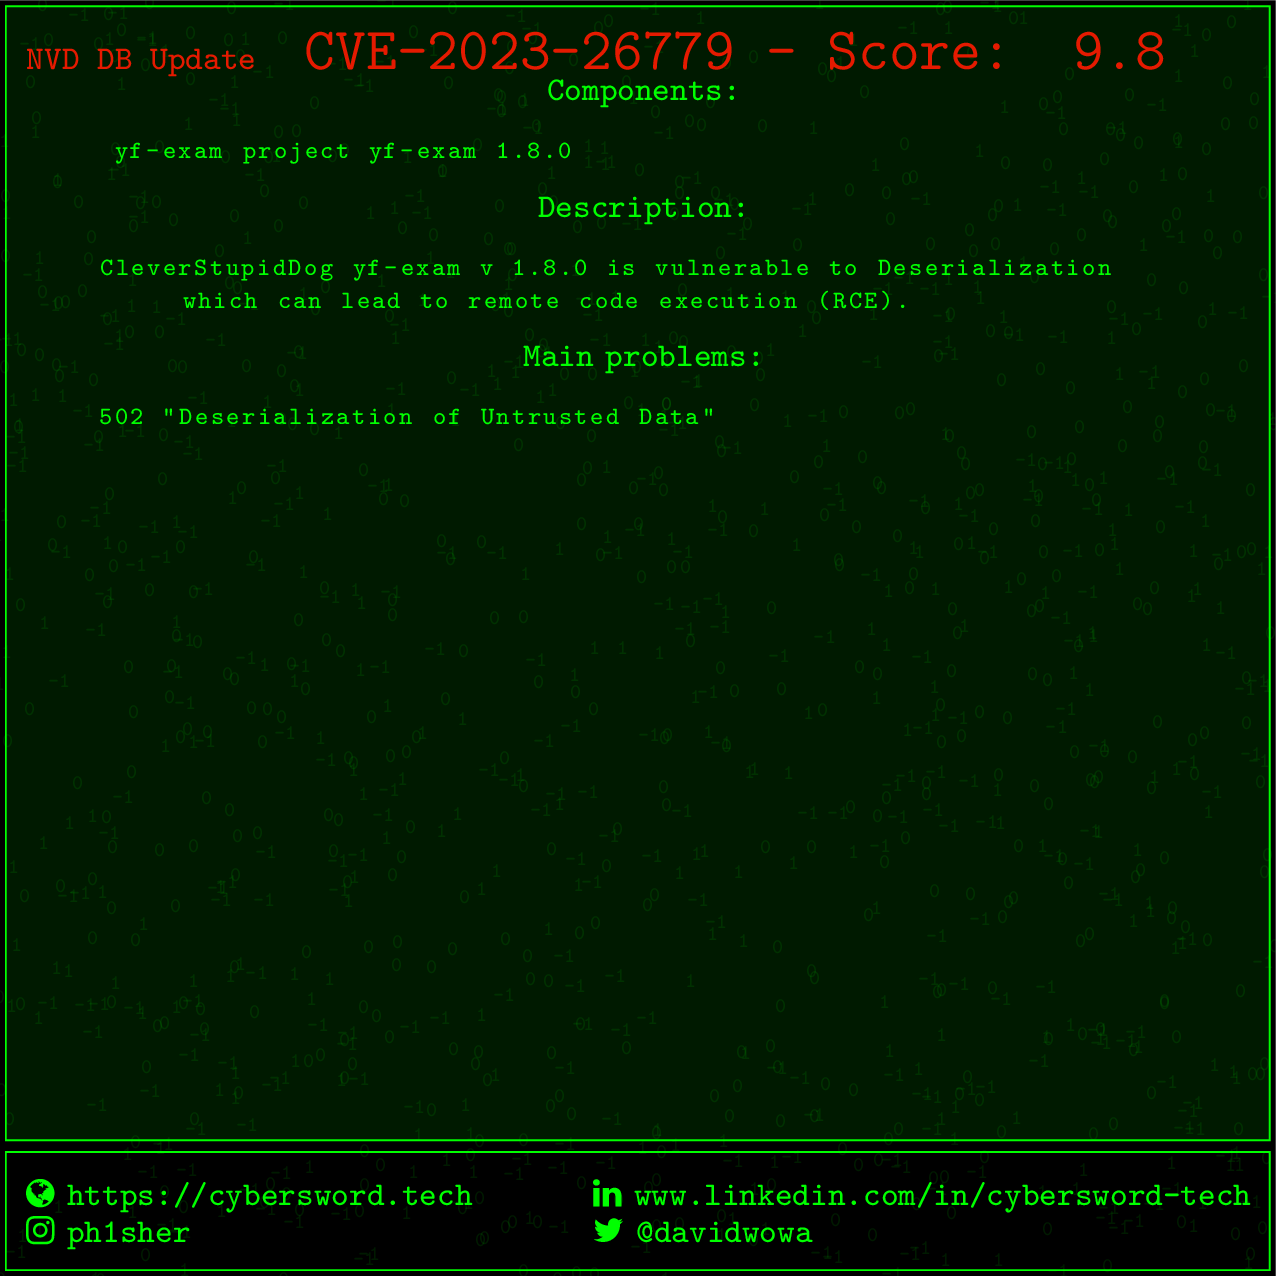 NVD DB Update CVE-2023-26779 - Score: 9.8
Components:
yf-exam project yf-exam 1.8.0
Description:
CleverStupidDog yf-exam v 1.8.0 is vulnerable to Deserialization
which can lead to remote code execution (RCE).
Main problems:
502 "Deserialization of Untrusted Data"
https://cybersword.tech
www.linkedin.com/in/cybersword-tech
ph1sher
@davidwowa